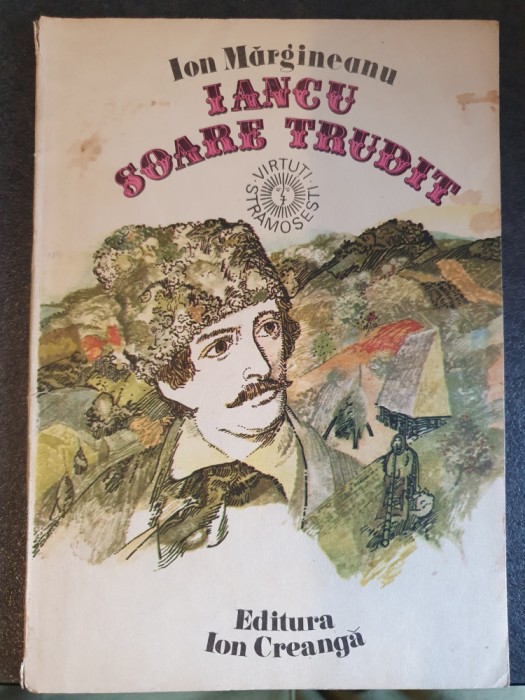 Ion Mărgineanu
IANCU
SOARE TRUDIT
VIRTUȚI · STRĂMOȘEȘTI ·
Editura
Ion Creangă